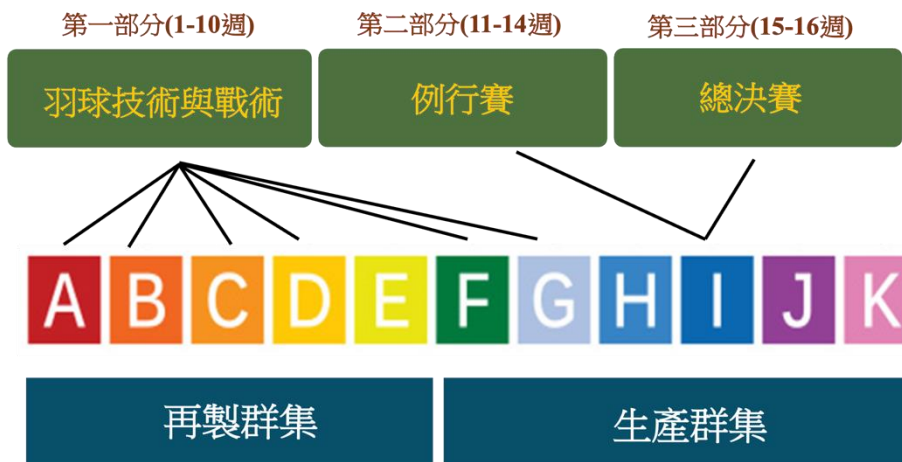 第一部分(1-10週) 第二部分(11-14週) 第三部分(15-16週)
羽球技術與戰術 例行賽 總決賽
A B C D E F G H I J K
再製群集 生產群集